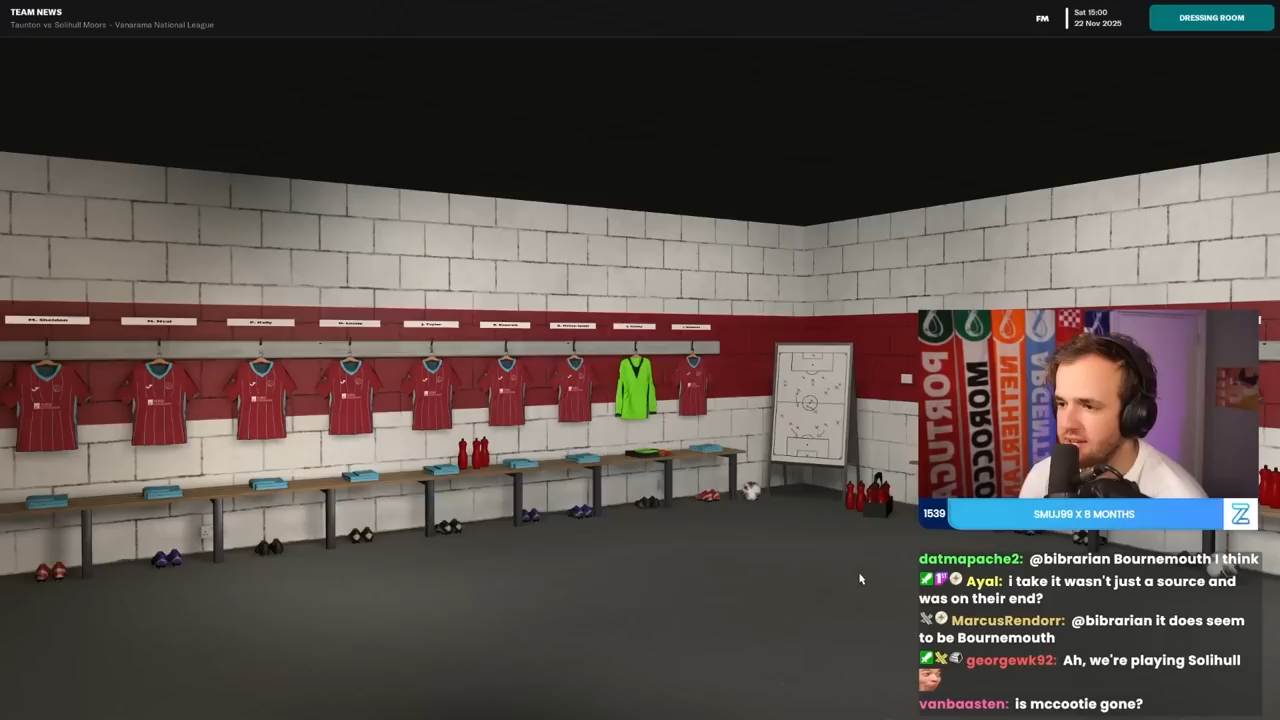 TEAM NEWS
Taunton vs Solihull Moors - Vanarama National League
FM
Sat 15:00
22 Nov 2025
DRESSING ROOM
M. Sheldon
PORTUGAL
MOROCCO
NETHERLA
ARGENTI
1539
SMUJ99 X 8 MONTHS
Z
datmapache2: @bibrarian Bournemouth I think
Ayal: i take it wasn't just a source and
was on their end?
MarcusRendorr: @bibrarian it does seem
to be Bournemouth
georgewk92: Ah, we're playing Solihull
vanbaasten: is mccootie gone?